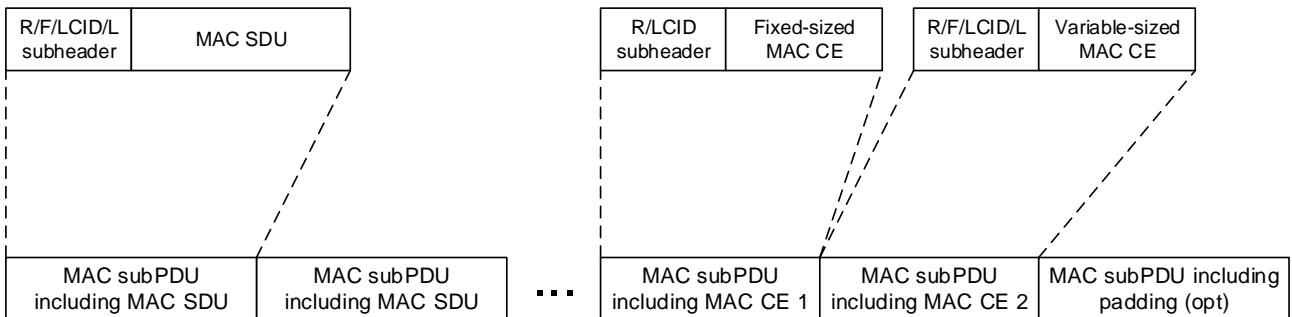 R/F/LCID/L
subheader
MAC SDU
R/LCID
subheader
Fixed-sized
MAC CE
R/F/LCID/L
subheader
Variable-sized
MAC CE
MAC subPDU
including MAC SDU
MAC subPDU
including MAC SDU
...
MAC subPDU
including MAC CE 1
MAC subPDU
including MAC CE 2
MAC subPDU including
padding (opt)